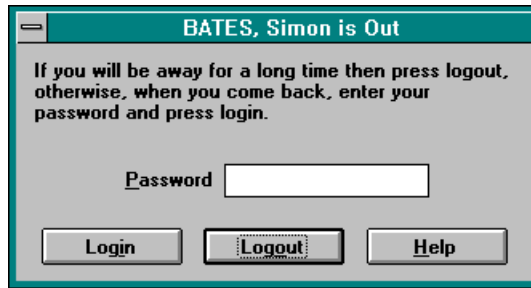 BATES, Simon is Out
If you will be away for a long time then press logout,
otherwise, when you come back, enter your
password and press login.
Password
Login Logout Help